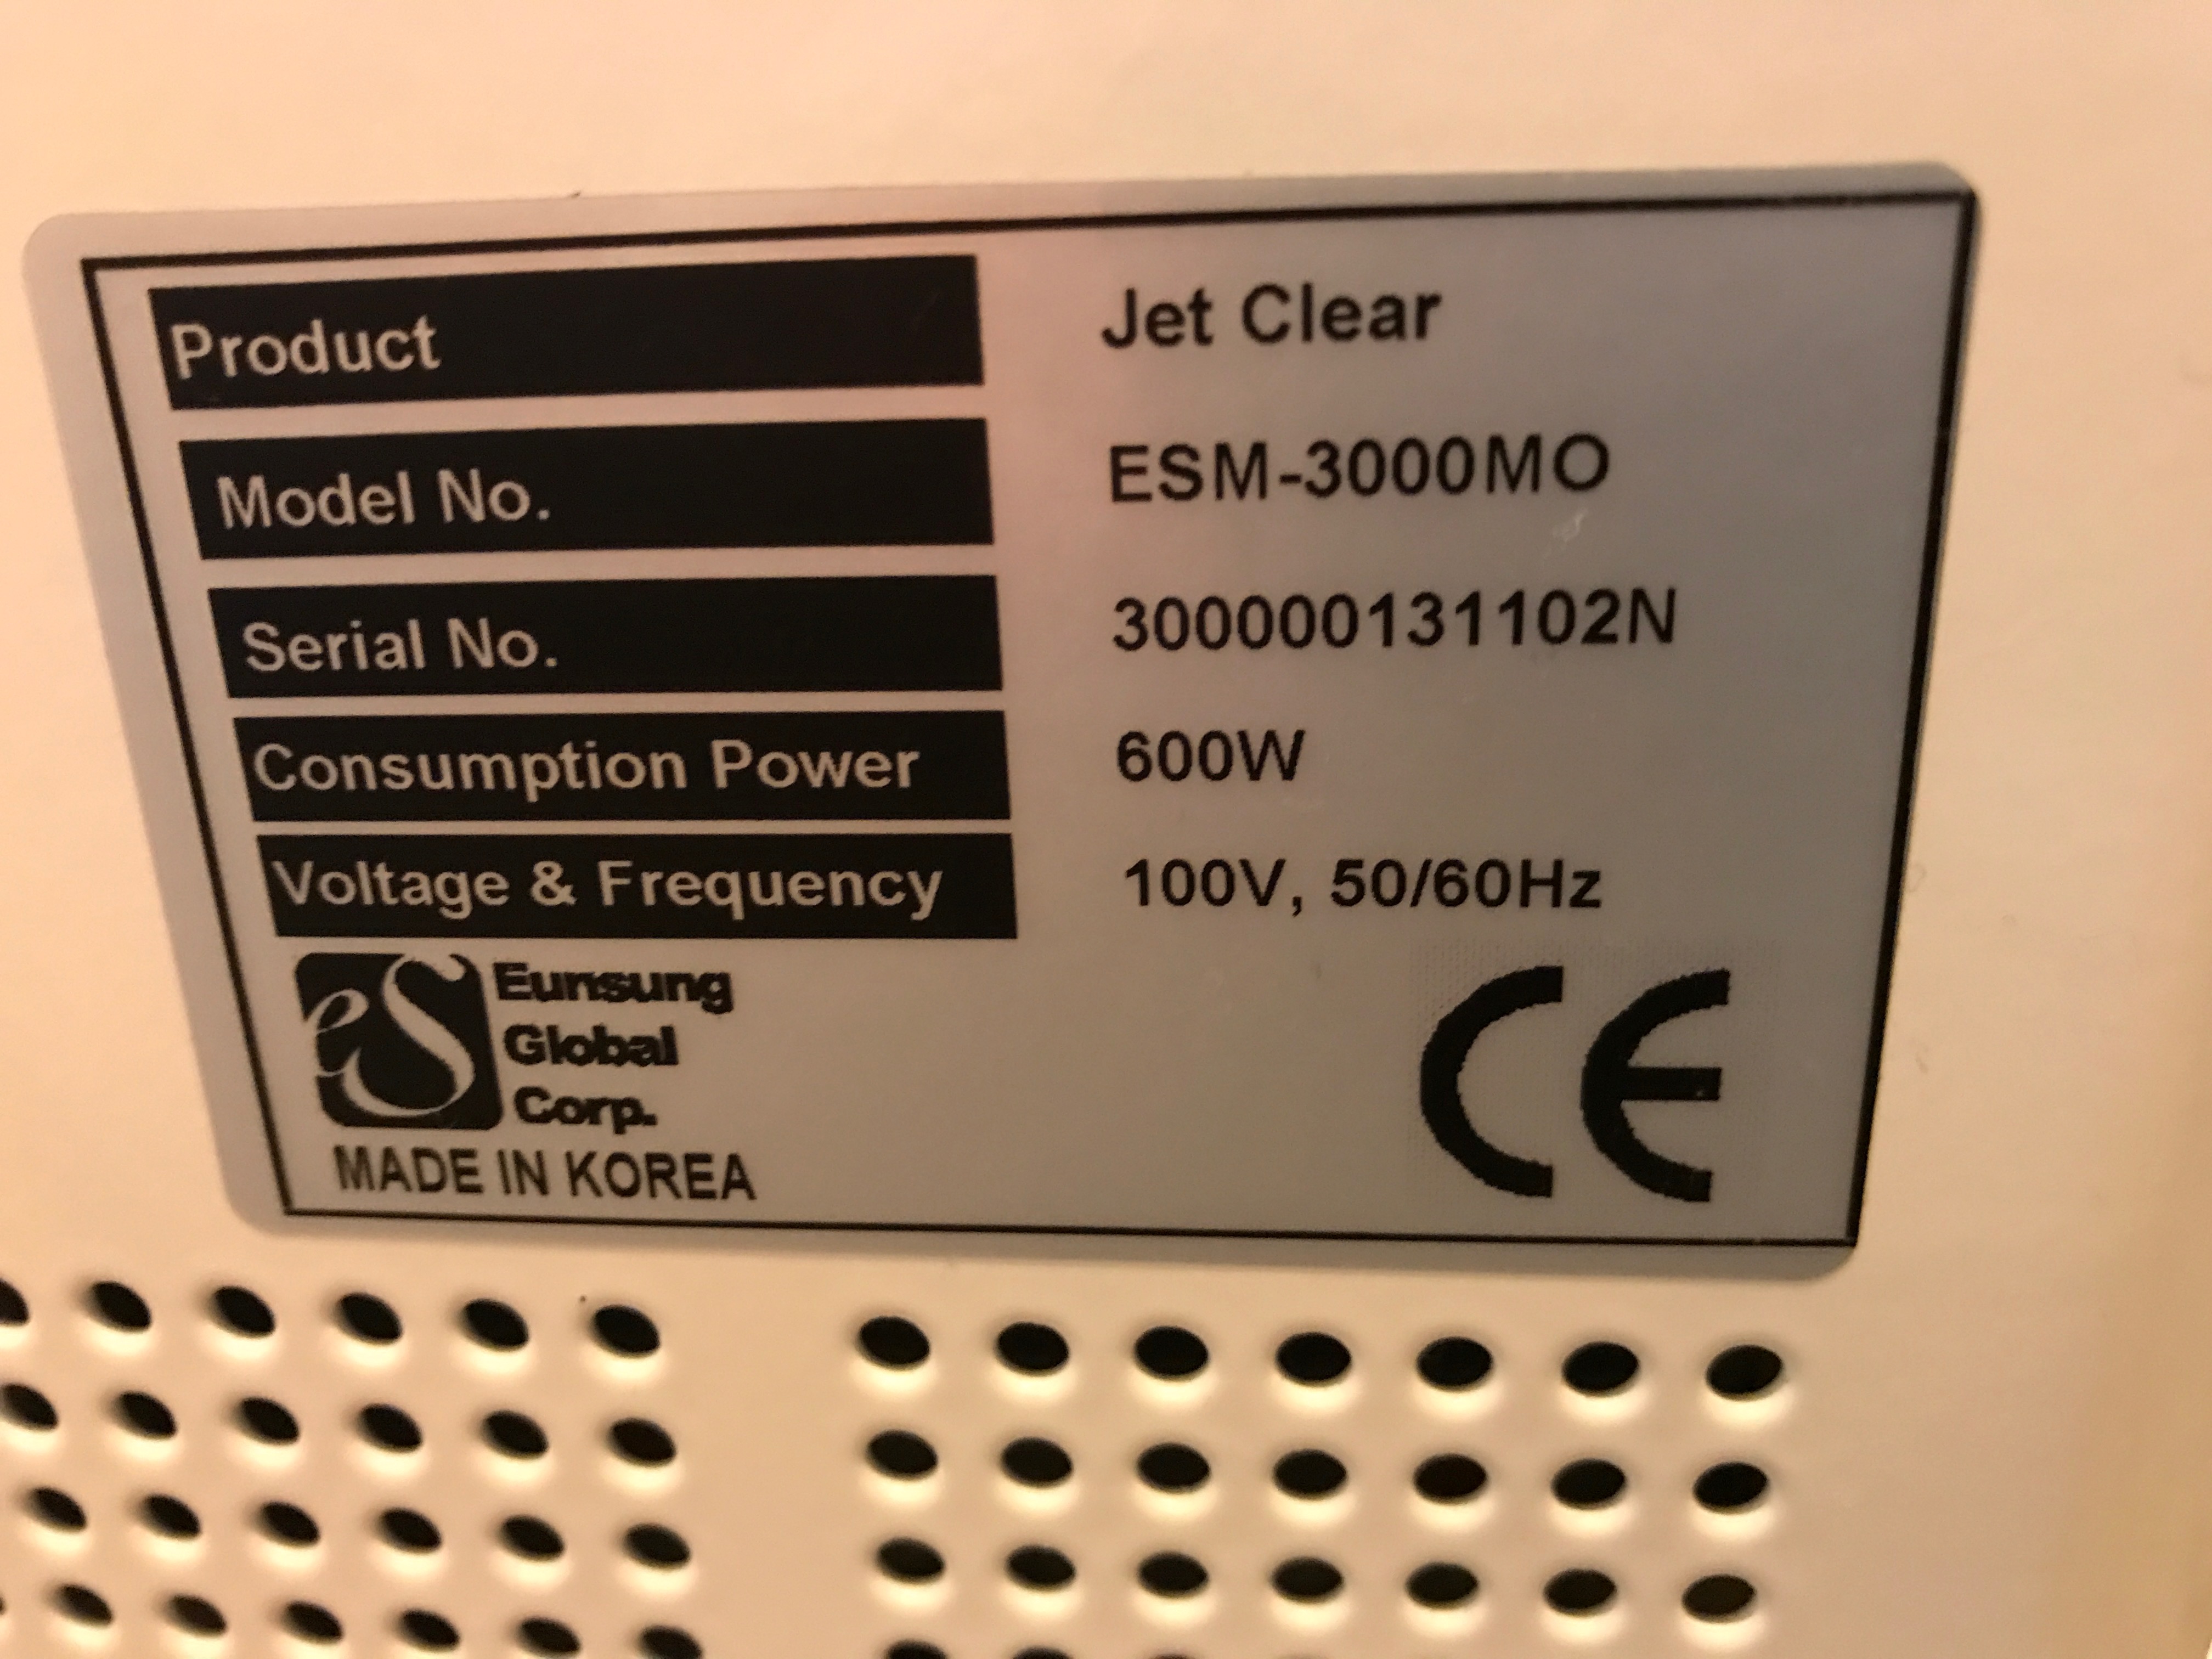 Product Jet Clear
Model No. ESM-3000MO
Serial No. 300000131102N
Consumption Power 600W
Voltage & Frequency 100V, 50/60Hz
eS
Eunsung
Global
Corp.
CE
MADE IN KOREA